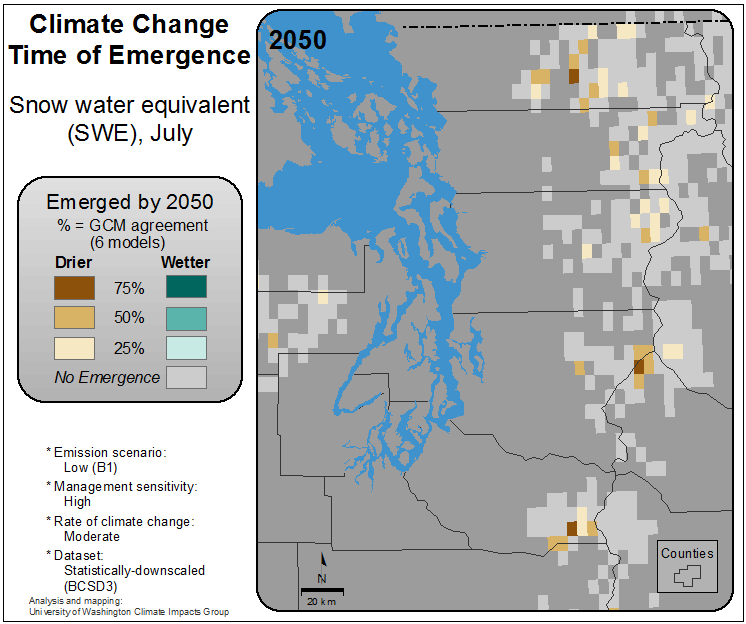 Climate Change
Time of Emergence
Snow water equivalent
(SWE), July
Emerged by 2050
% = GCM agreement
(6 models)
Drier Wetter
75%
50%
25%
No Emergence
* Emission scenario:
Low (B1)
* Management sensitivity:
High
* Rate of climate change:
Moderate
* Dataset:
Statistically-downscaled
(BCSD3)
Analysis and mapping:
University of Washington Climate Impacts Group
2050
N
20 km
Counties